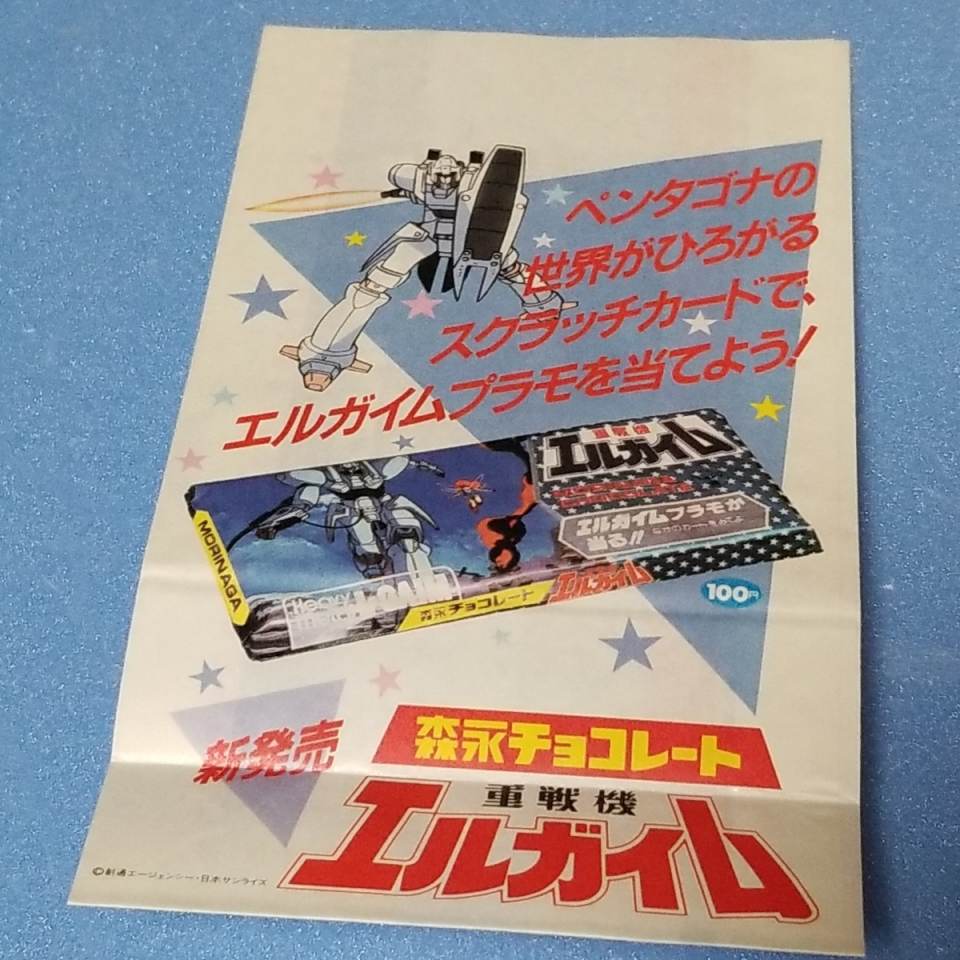 ペンタゴナの
世界がひろがる
スクラッチカードで、
エルガイムプラモを当てよう!
重戦機
エルガイム
エルガイムプラモが
当る!!
MORINAGA
Heavy
森永チョコレート
エルガイム
100円
新発売
森永チョコレート
重戦機
エルガイム
©創通エージェンシー・日本サンライズ